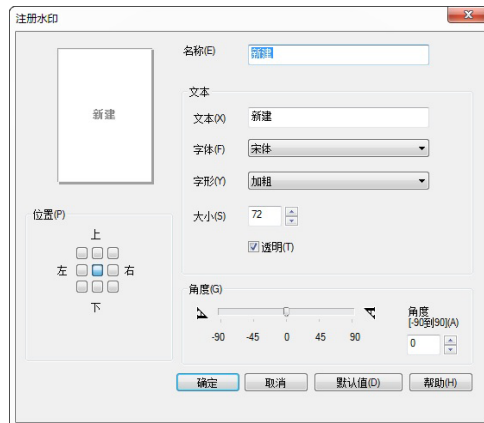 注册水印
名称(E)
新建
新建
文本
文本(X)
新建
字体(F)
宋体
字形(Y)
加粗
大小(S)
72
透明(T)
位置(P)
上
左
右
下
角度(G)
-90 -45 0 45 90
角度
[-90到90](A)
0
确定
取消
默认值(D)
帮助(H)